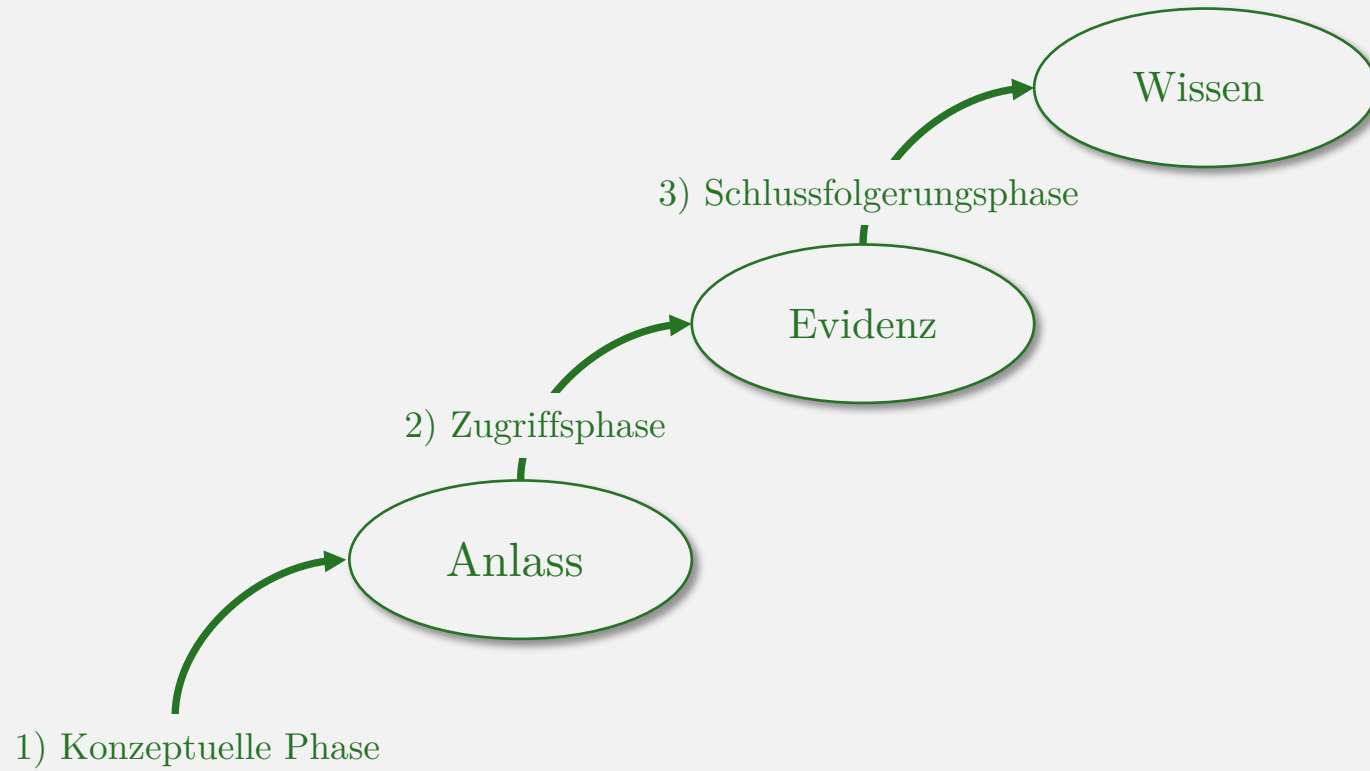 Wissen
3) Schlussfolgerungsphase
Evidenz
2) Zugriffsphase
Anlass
1) Konzeptuelle Phase